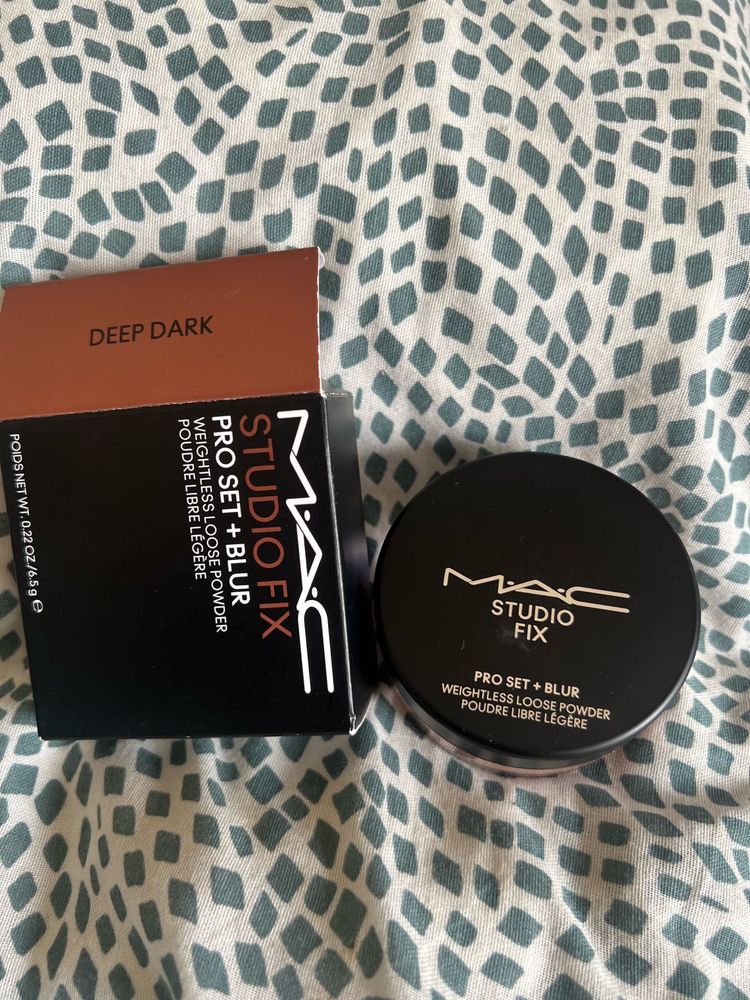 DEEP DARK
M·A·C
STUDIO FIX
PRO SET + BLUR
WEIGHTLESS LOOSE POWDER
POUDRE LIBRE LÉGÈRE
POIDS NET WT. 0.22 OZ/6.5g ℮
M·A·C
STUDIO
FIX
PRO SET + BLUR
WEIGHTLESS LOOSE POWDER
POUDRE LIBRE LÉGÈRE